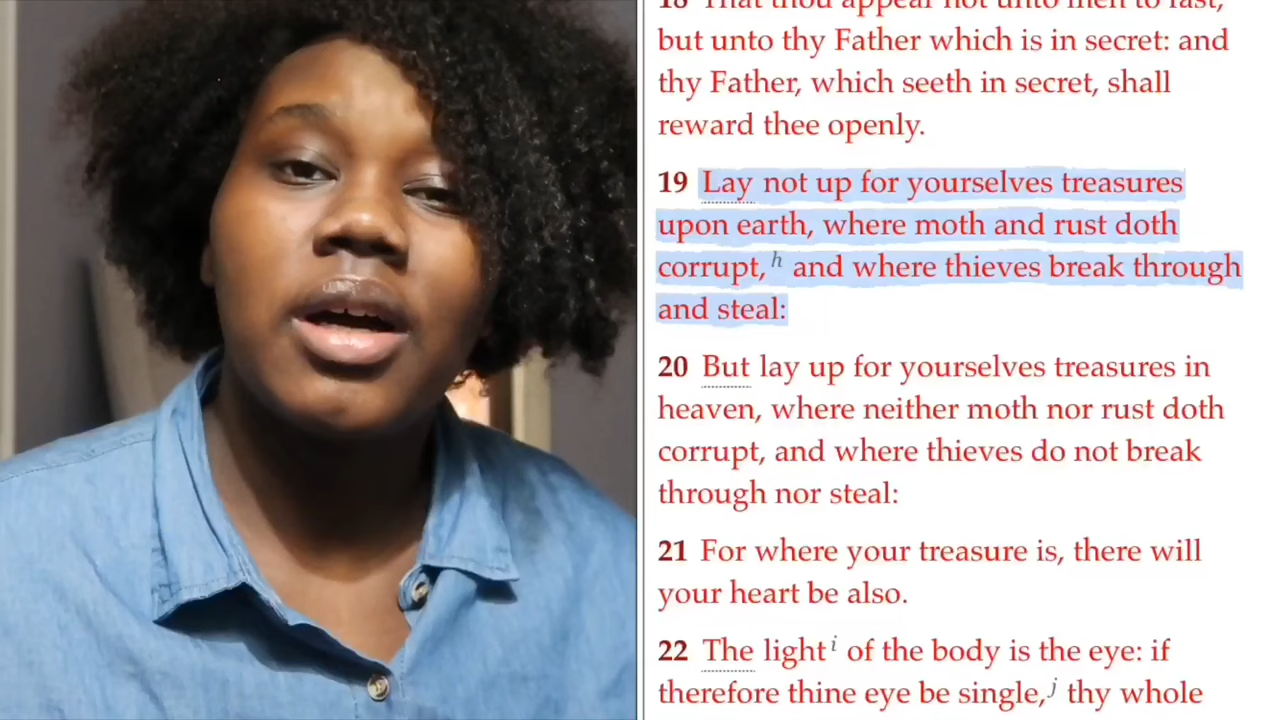 18 That thou appear not unto men to fast,
but unto thy Father which is in secret: and
thy Father, which seeth in secret, shall
reward thee openly.
19 Lay not up for yourselves treasures
upon earth, where moth and rust doth
corrupt,h and where thieves break through
and steal:
20 But lay up for yourselves treasures in
heaven, where neither moth nor rust doth
corrupt, and where thieves do not break
through nor steal:
21 For where your treasure is, there will
your heart be also.
22 The lighti of the body is the eye: if
therefore thine eye be single,j thy whole